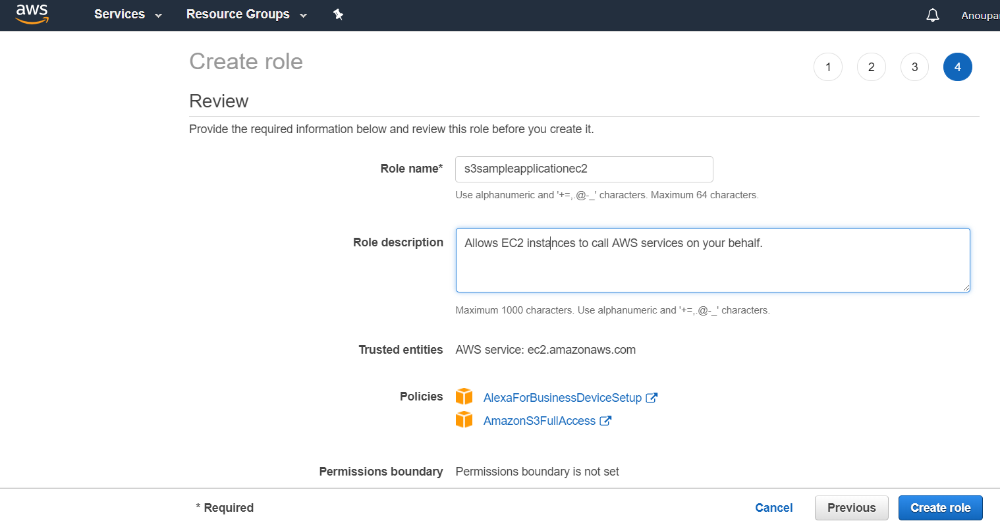 aws Services Resource Groups Anoupa
Create role 1 2 3 4
Review
Provide the required information below and review this role before you create it.
Role name* s3sampleapplicationec2
Use alphanumeric and '+=,.@-_' characters. Maximum 64 characters.
Role description Allows EC2 instances to call AWS services on your behalf.
Maximum 1000 characters. Use alphanumeric and '+=,.@-_' characters.
Trusted entities AWS service: ec2.amazonaws.com
Policies AlexaForBusinessDeviceSetup
AmazonS3FullAccess
Permissions boundary Permissions boundary is not set
* Required Cancel Previous Create role